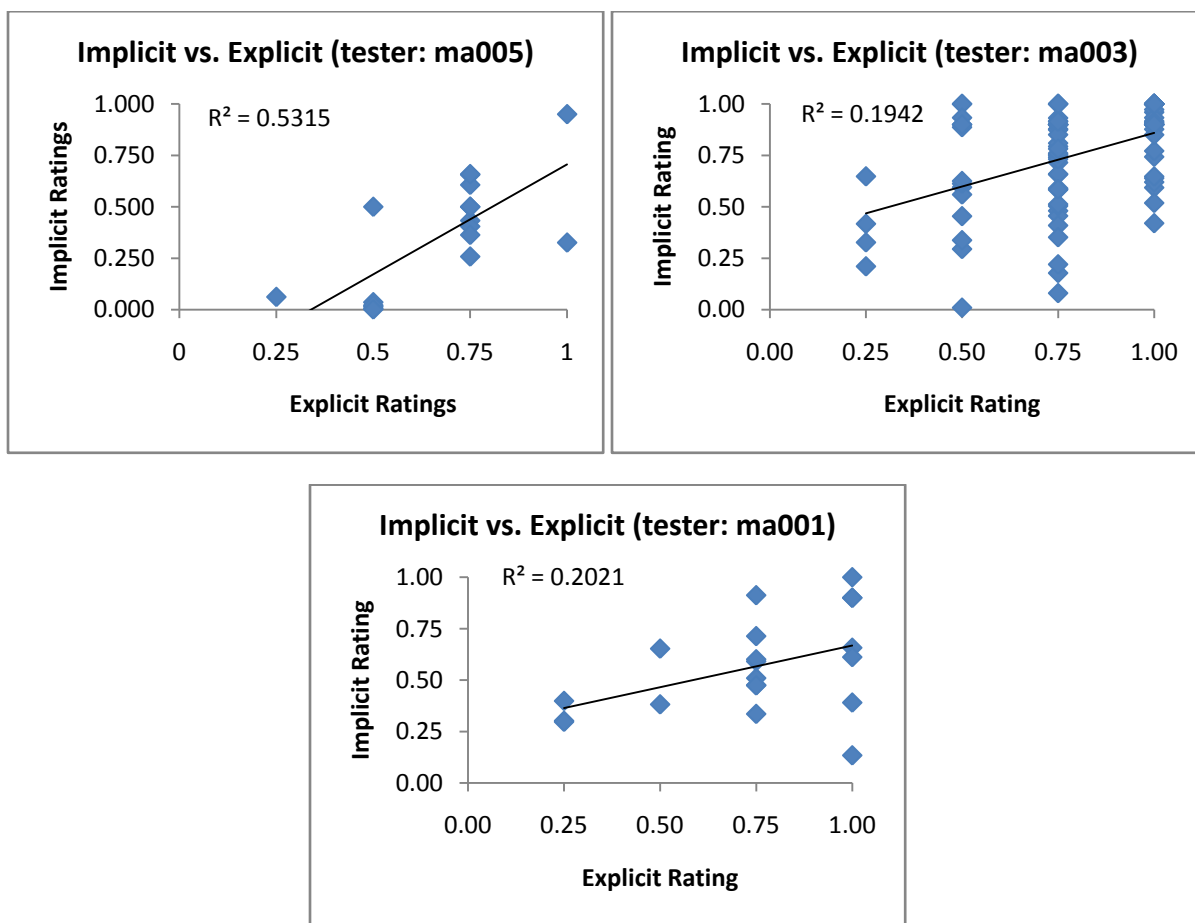 Implicit vs. Explicit (tester: ma005)
R² = 0.5315
Implicit Ratings
1.000
0.750
0.500
0.250
0.000
0 0.25 0.5 0.75 1
Explicit Ratings
Implicit vs. Explicit (tester: ma003)
R² = 0.1942
Implicit Rating
1.00
0.75
0.50
0.25
0.00
0.00 0.25 0.50 0.75 1.00
Explicit Rating
Implicit vs. Explicit (tester: ma001)
R² = 0.2021
Implicit Rating
1.00
0.75
0.50
0.25
0.00
0.00 0.25 0.50 0.75 1.00
Explicit Rating